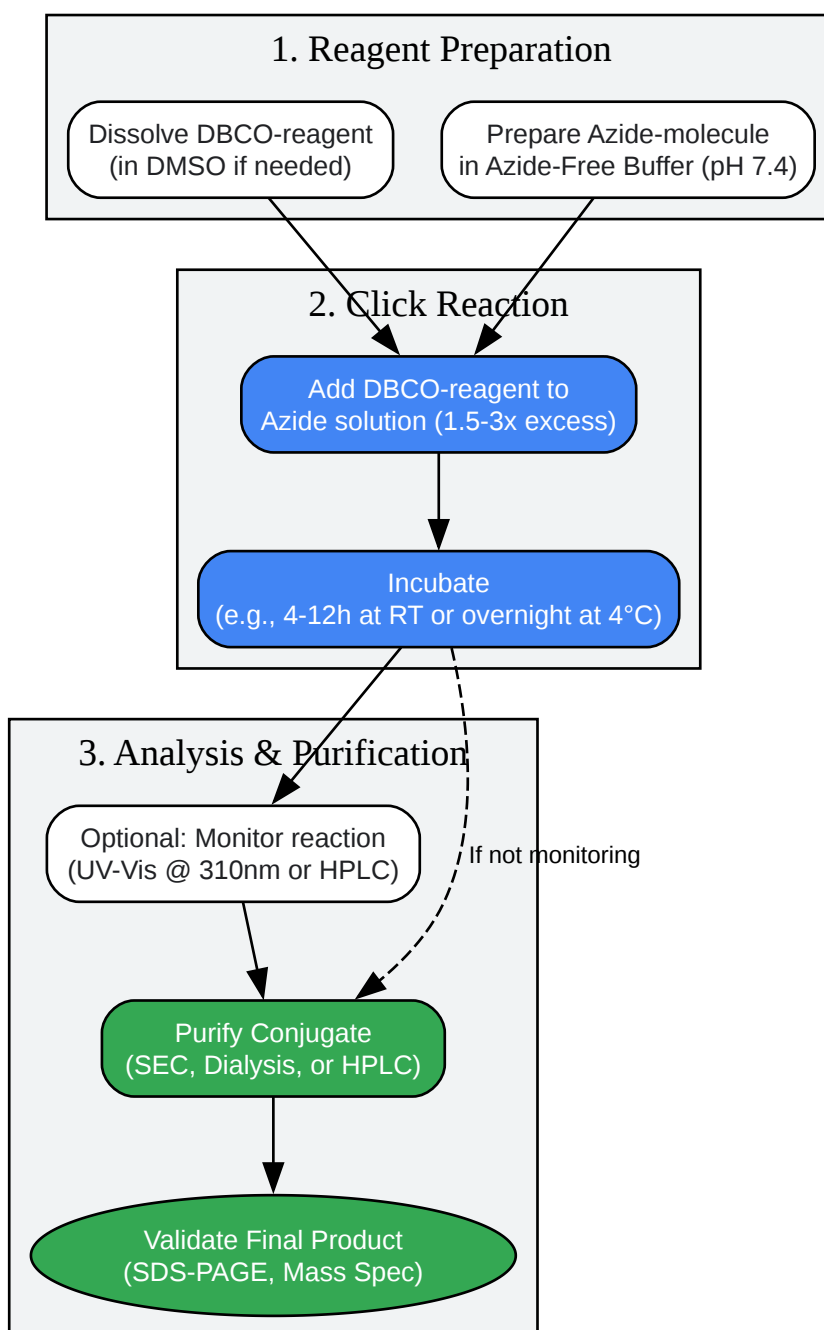 1. Reagent Preparation
Dissolve DBCO-reagent
(in DMSO if needed)
Prepare Azide-molecule
in Azide-Free Buffer (pH 7.4)
2. Click Reaction
Add DBCO-reagent to
Azide solution (1.5-3x excess)
Incubate
(e.g., 4-12h at RT or overnight at 4°C)
3. Analysis & Purification
Optional: Monitor reaction
(UV-Vis @ 310nm or HPLC)
If not monitoring
Purify Conjugate
(SEC, Dialysis, or HPLC)
Validate Final Product
(SDS-PAGE, Mass Spec)